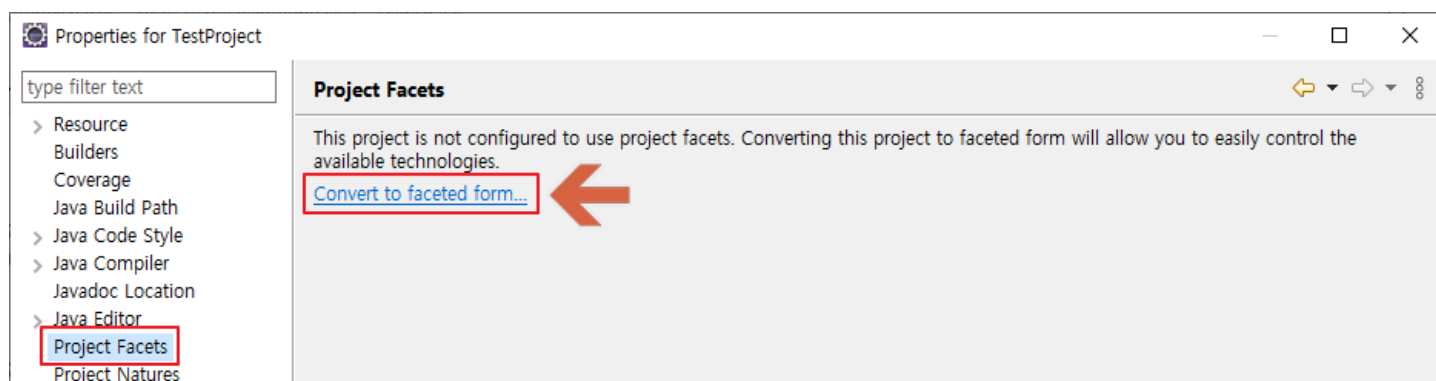 Properties for TestProject
type filter text
Resource
Builders
Coverage
Java Build Path
Java Code Style
Java Compiler
Javadoc Location
Java Editor
Project Facets
Project Natures
Project Facets
This project is not configured to use project facets. Converting this project to faceted form will allow you to easily control the
available technologies.
Convert to faceted form...